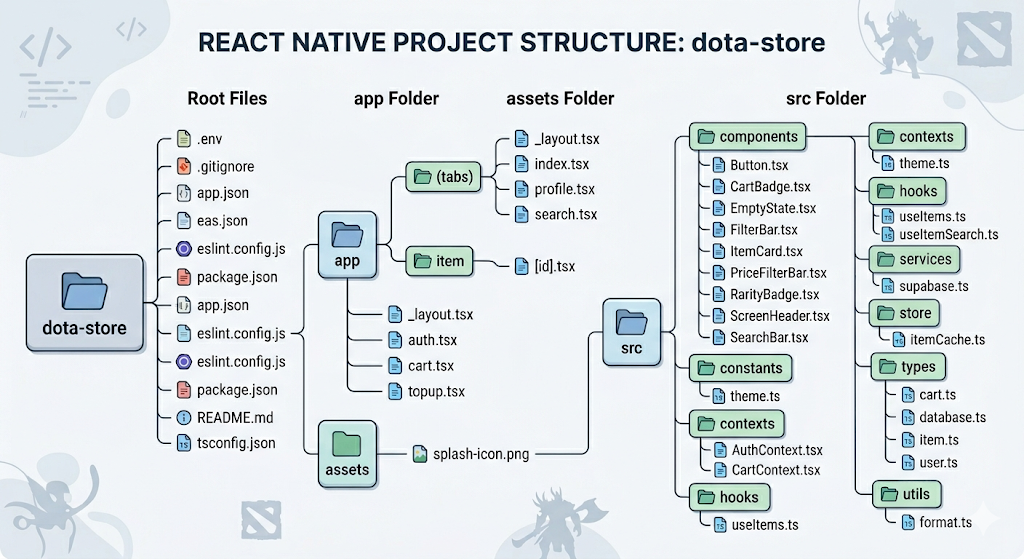 REACT NATIVE PROJECT STRUCTURE: dota-store
Root Files
app Folder
assets Folder
src Folder
dota-store
.env
.gitignore
app.json
eas.json
eslint.config.js
package.json
app.json
eslint.config.js
eslint.config.js
package.json
README.md
tsconfig.json
app
(tabs)
_layout.tsx
index.tsx
profile.tsx
search.tsx
item
[id].tsx
_layout.tsx
auth.tsx
cart.tsx
topup.tsx
assets
splash-icon.png
src
components
Button.tsx
CartBadge.tsx
EmptyState.tsx
FilterBar.tsx
ItemCard.tsx
PriceFilterBar.tsx
RarityBadge.tsx
ScreenHeader.tsx
SearchBar.tsx
constants
theme.ts
contexts
AuthContext.tsx
CartContext.tsx
hooks
useItems.ts
contexts
theme.ts
hooks
useItems.ts
useItemSearch.ts
services
supabase.ts
store
itemCache.ts
types
cart.ts
database.ts
item.ts
user.ts
utils
format.ts